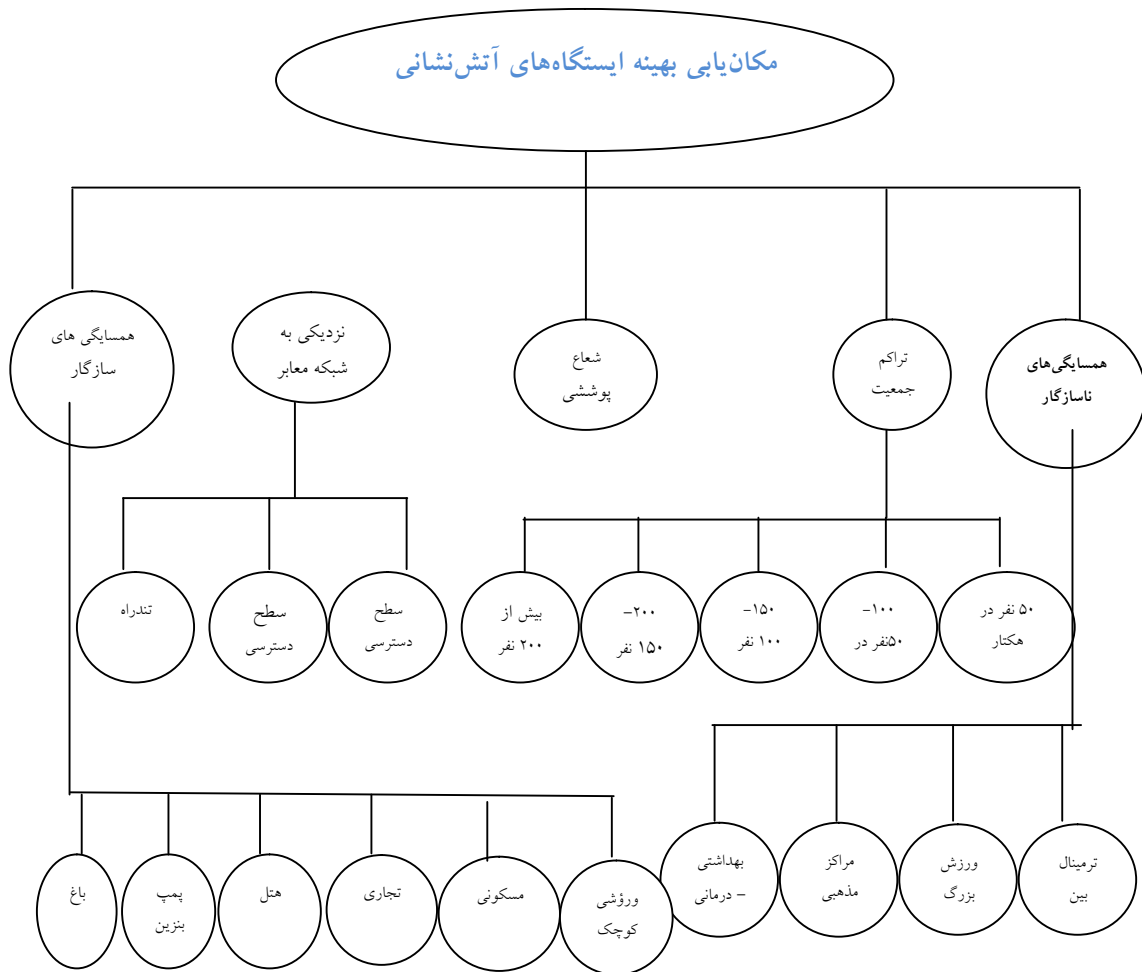 مکان‌یابی بهینه ایستگاه‌های آتش‌نشانی
همسایگی‌های
ناسازگار
تراکم
جمعیت
شعاع
پوششی
نزدیکی به
شبکه معابر
همسایگی های
سازگار
۵۰ نفر در
هکتار
۱۰۰-
۵۰نفر در
۱۵۰-
۱۰۰ نفر
۲۰۰-
۱۵۰ نفر
بیش از
۲۰۰ نفر
سطح
دسترسی
سطح
دسترسی
تندراه
ترمینال
بین
ورزش
بزرگ
مراکز
مذهبی
بهداشتی
- درمانی
ورؤشی
کوچک
مسکونی
تجاری
هتل
پمپ
بنزین
باغ